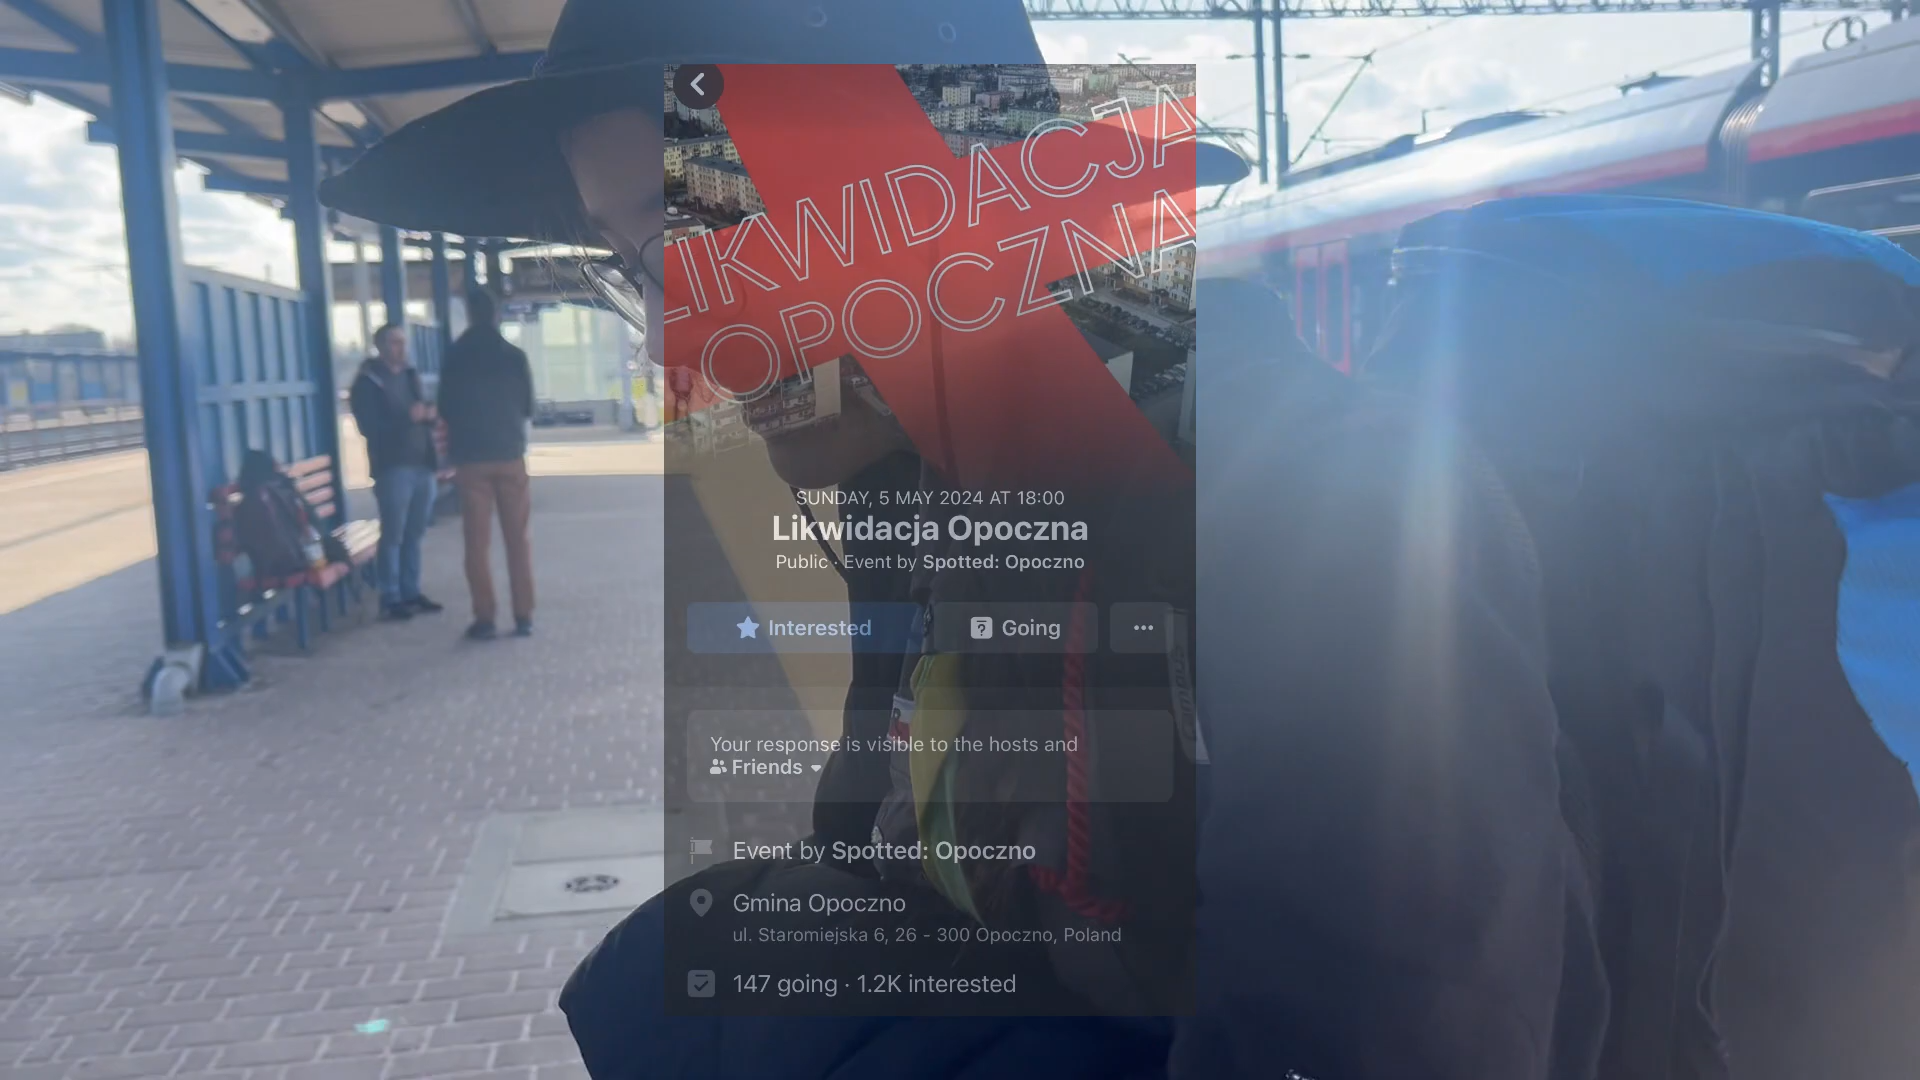 LIKWIDACJA
OPOCZNA
SUNDAY, 5 MAY 2024 AT 18:00
Likwidacja Opoczna
Public · Event by Spotted: Opoczno
Interested
Going
Your response is visible to the hosts and
Friends
Event by Spotted: Opoczno
Gmina Opoczno
ul. Staromiejska 6, 26 - 300 Opoczno, Poland
147 going · 1.2K interested